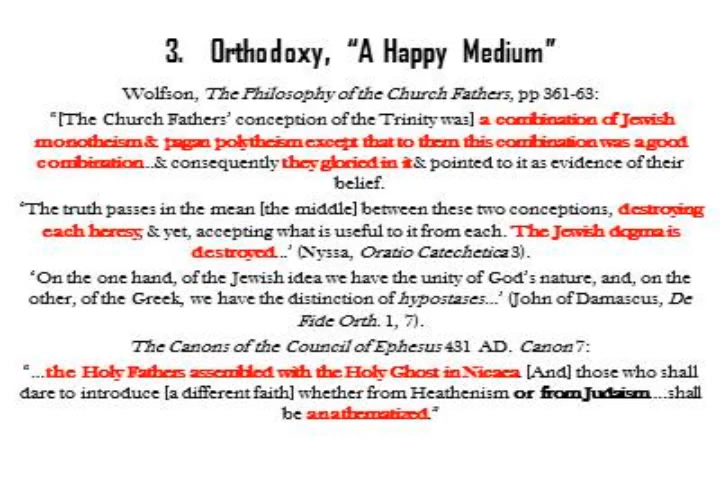 3. Orthodoxy, “A Happy Medium”
Wolfson, The Philosophy of the Church Fathers, pp 361-63:
“[The Church Fathers’ conception of the Trinity was] a combination of Jewish
monotheism & pagan polytheism except that to them this combination was a good
combination...& consequently they gloried in it & pointed to it as evidence of their
belief.
‘The truth passes in the mean [the middle] between these two conceptions, destroying
each heresy, & yet, accepting what is useful to it from each. ‘The Jewish dogma is
destroyed...’ (Nyssa, Oratio Catechetica 3).
‘On the one hand, of the Jewish idea we have the unity of God’s nature, and, on the
other, of the Greek, we have the distinction of hypostases...’ (John of Damascus, De
Fide Orth. 1, 7).
The Canons of the Council of Ephesus 431 AD. Canon 7:
“...the Holy Fathers assembled with the Holy Ghost in Nicaea. [And] those who shall
dare to introduce [a different faith] whether from Heathenism or from Judaism....shall
be anathematized.”